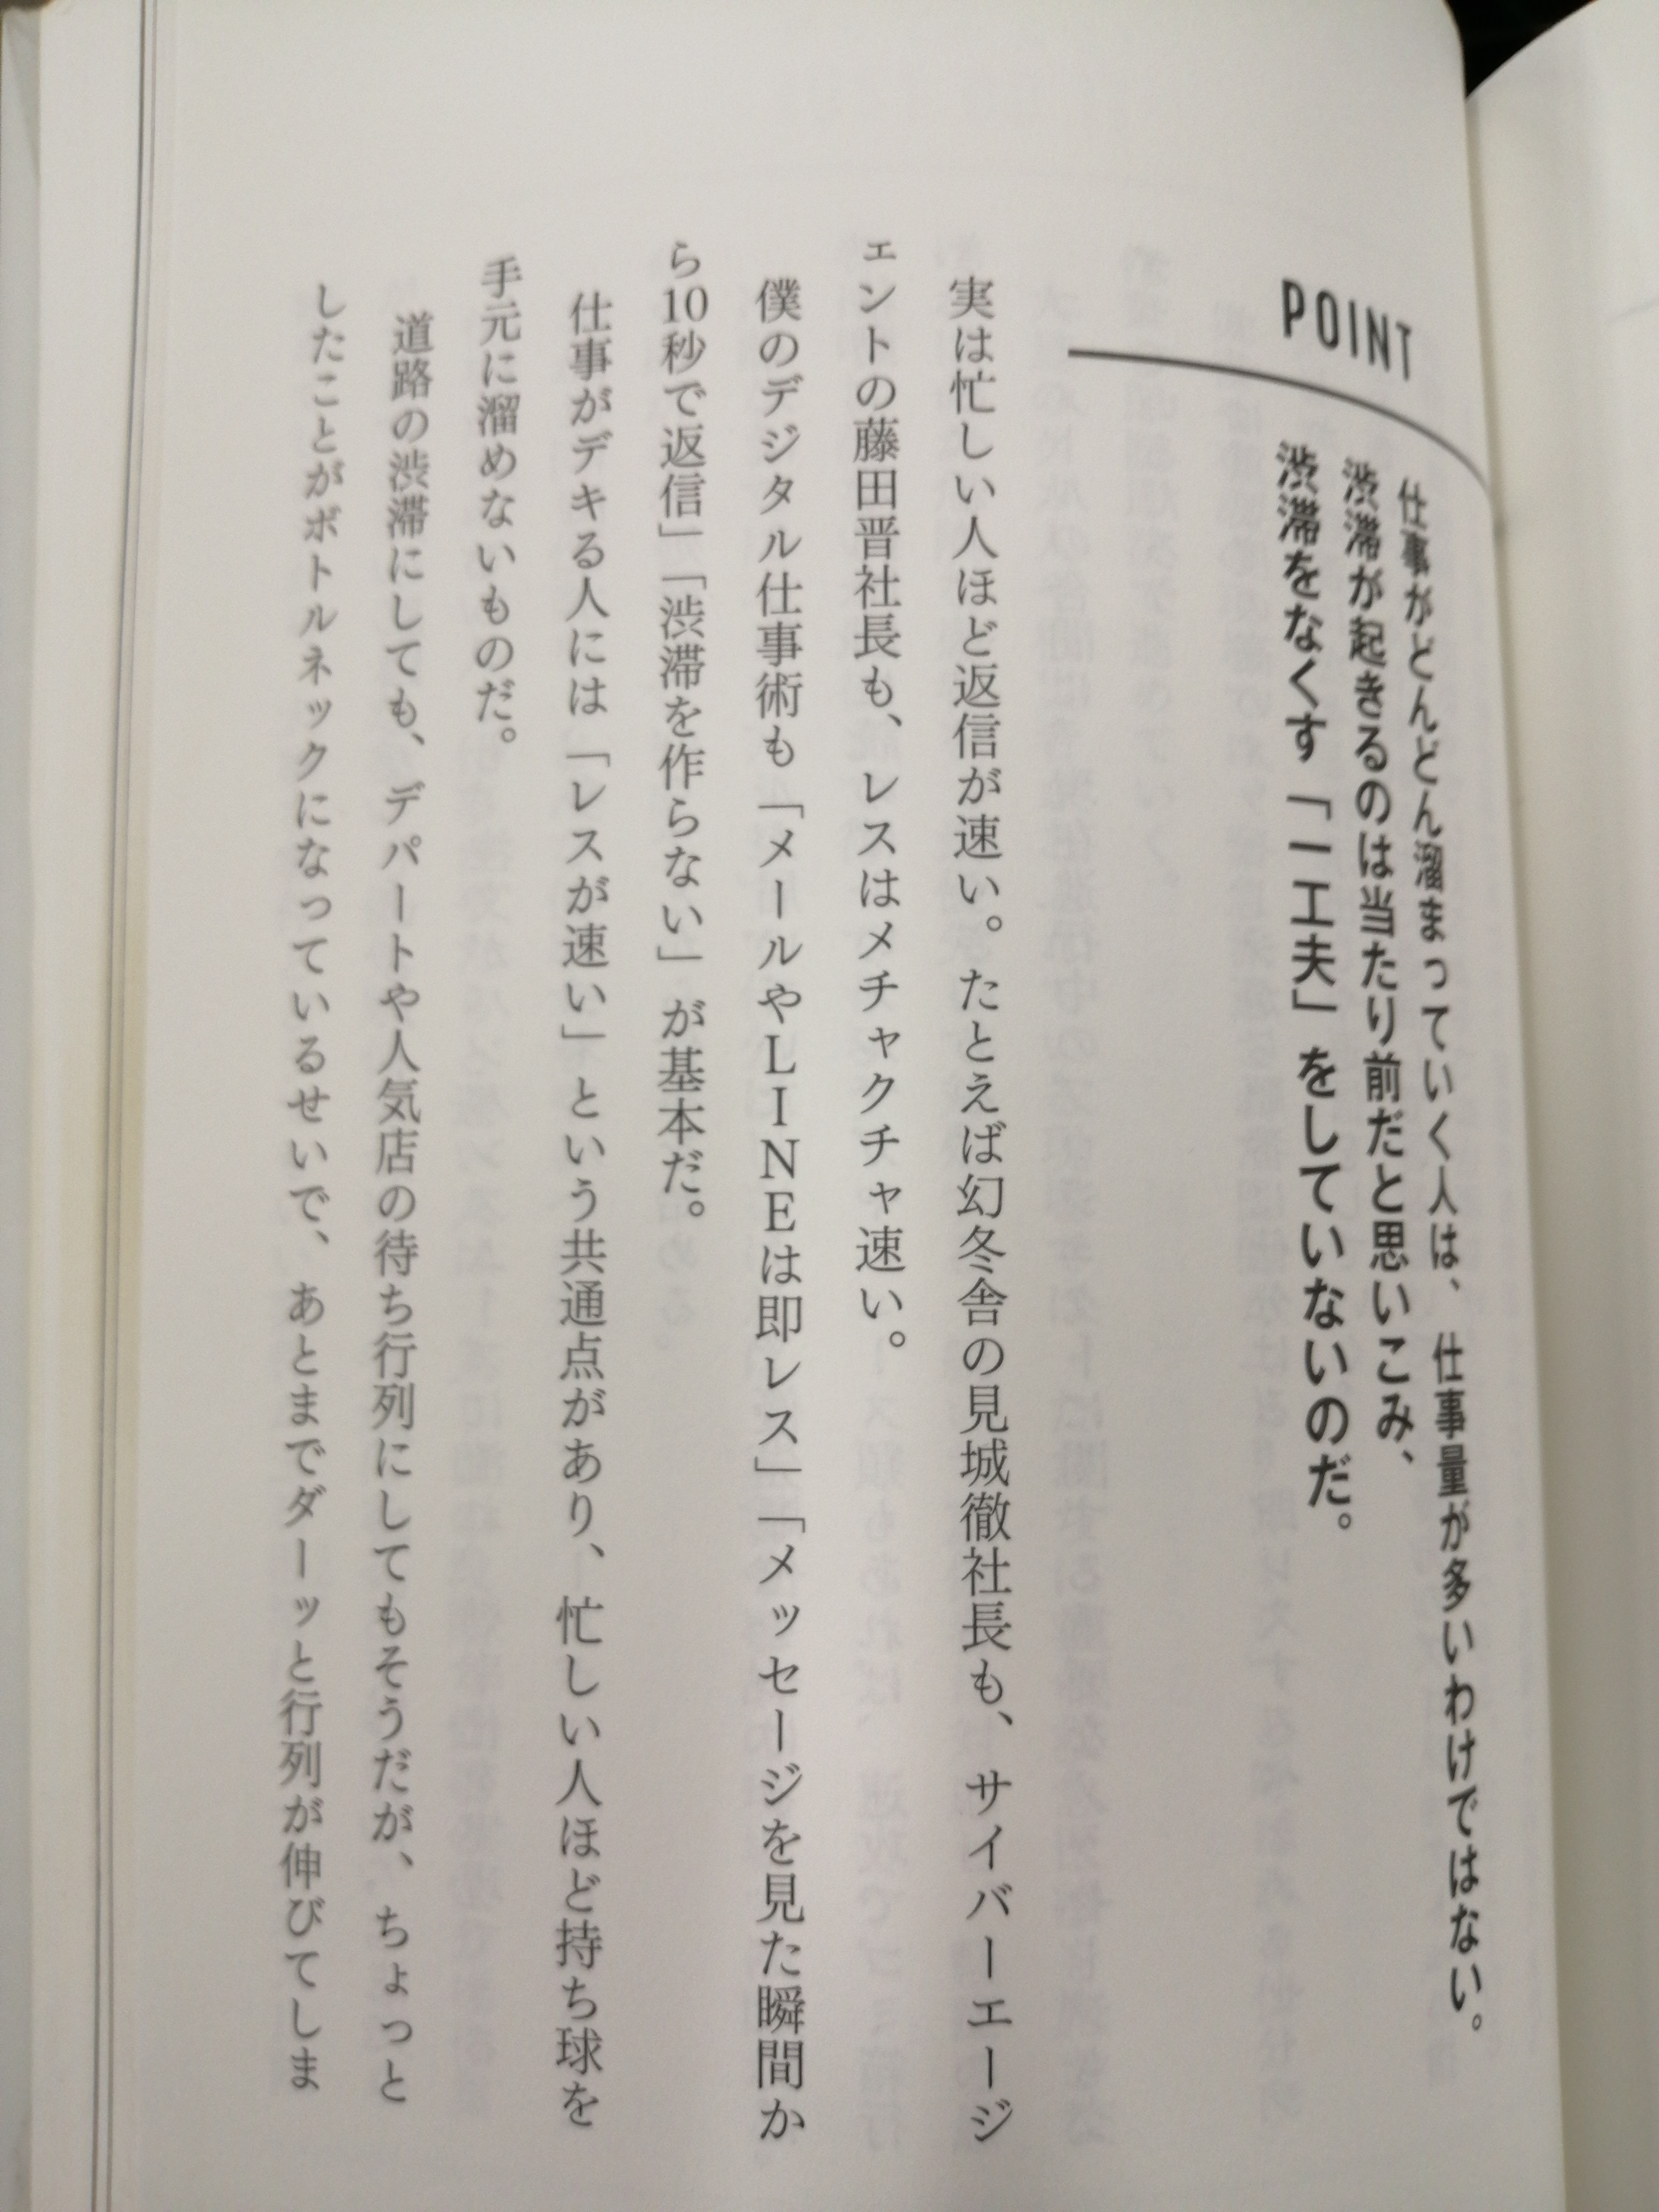 POINT
仕事がどんどん溜まっていく人は、仕事量が多いわけではない。
渋滞が起きるのは当たり前だと思いこみ、
渋滞をなくす「一工夫」をしていないのだ。
実は忙しい人ほど返信が速い。たとえば幻冬舎の見城徹社長も、サイバーエージ
ェントの藤田晋社長も、レスはメチャクチャ速い。
僕のデジタル仕事術も「メールやLINEは即レス」「メッセージを見た瞬間か
ら10秒で返信」「渋滞を作らない」が基本だ。
仕事がデキる人には「レスが速い」という共通点があり、忙しい人ほど持ち球を
手元に溜めないものだ。
道路の渋滞にしても、デパートや人気店の待ち行列にしてもそうだが、ちょっと
したことがボトルネックになっているせいで、あとまでダーッと行列が伸びてしま